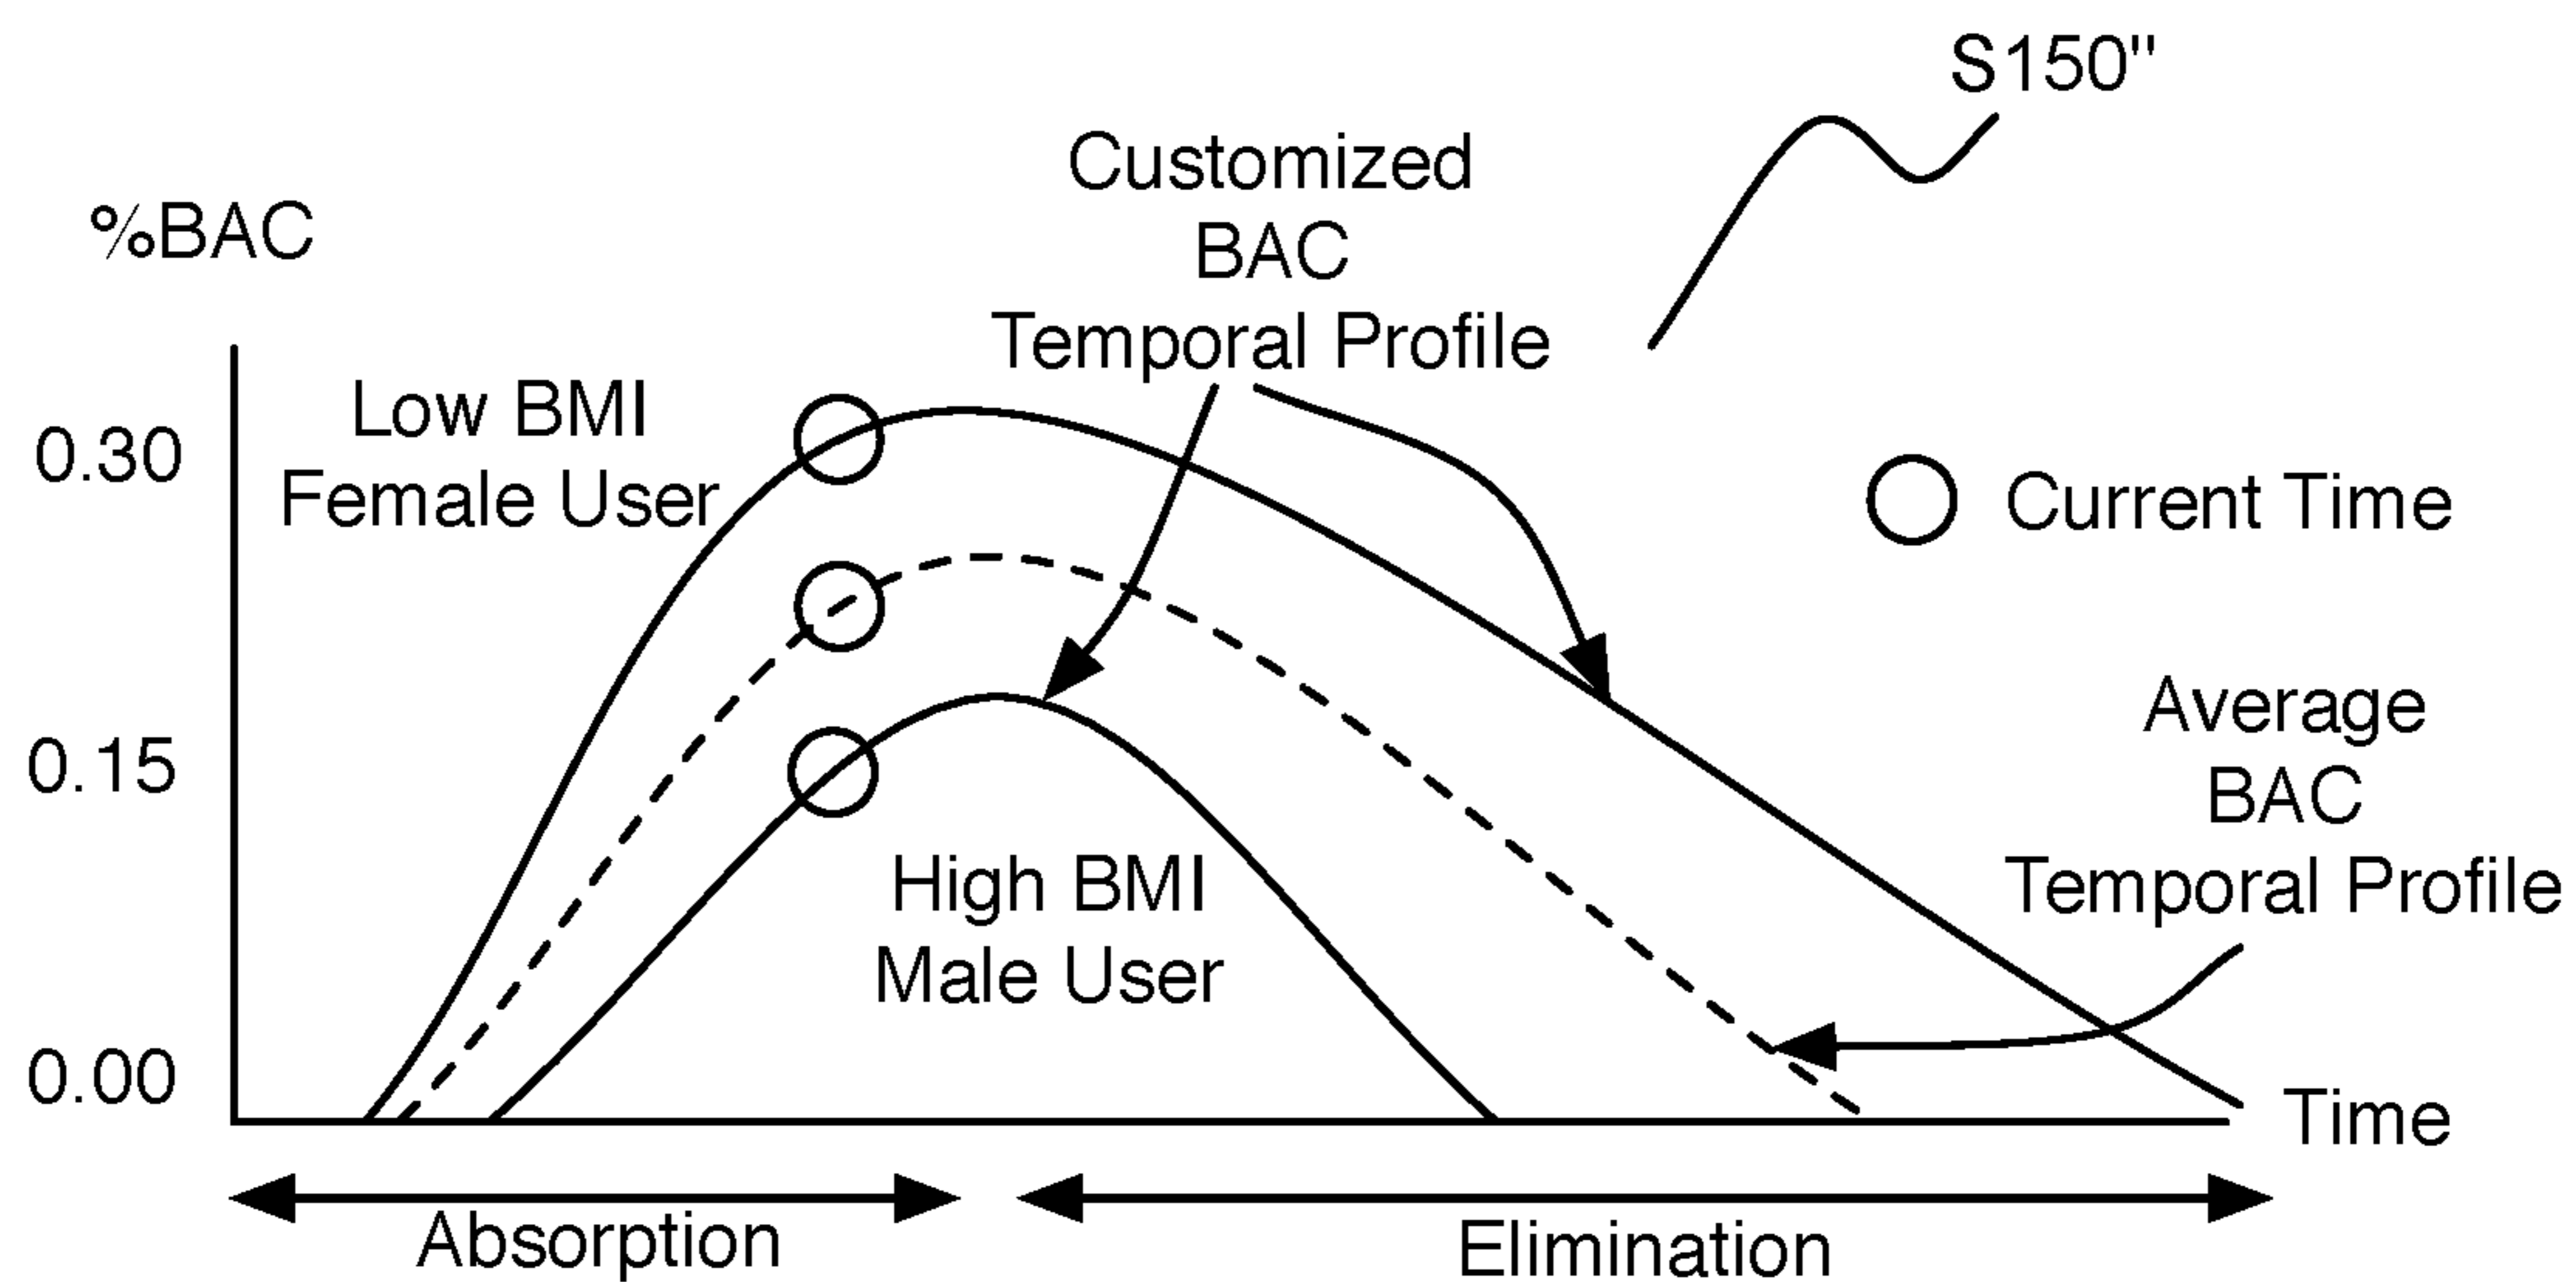 S150"
Customized
BAC
Temporal Profile
%BAC
Low BMI
Female User
0.30
Current Time
0.15
Average
BAC
Temporal Profile
High BMI
Male User
0.00
Time
Absorption
Elimination